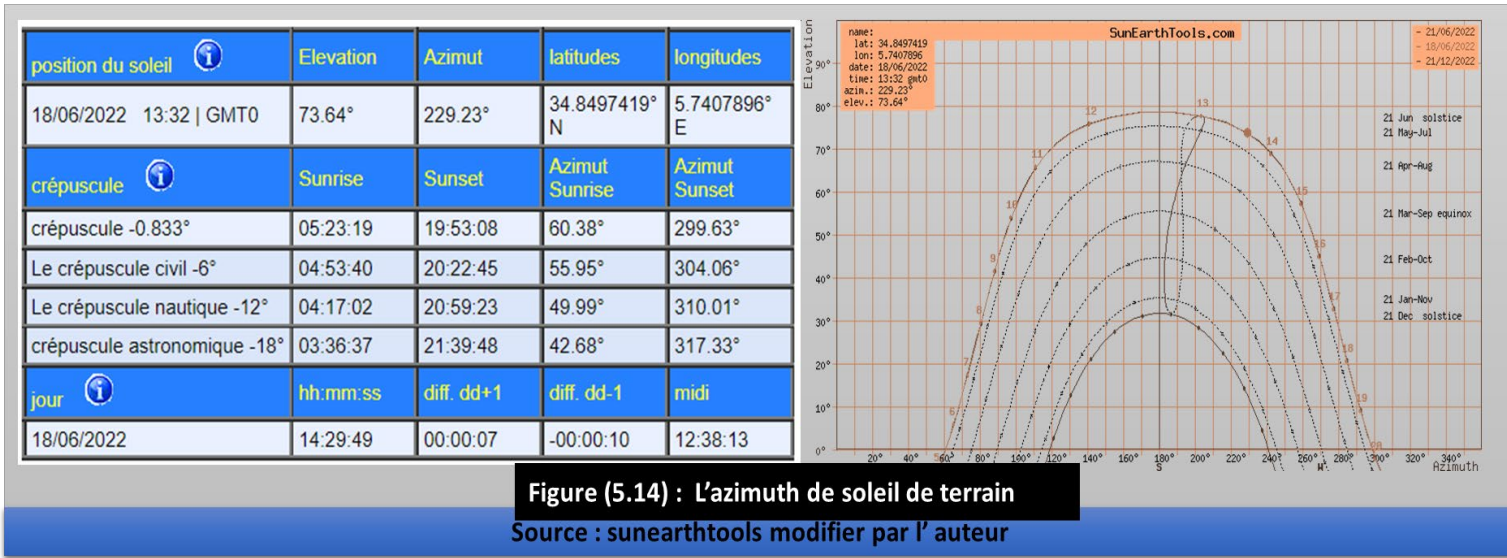 position du soleil Elevation Azimut latitudes longitudes
18/06/2022 13:32 | GMT0 73.64° 229.23° 34.8497419° N 5.7407896° E
crépuscule Sunrise Sunset Azimut Sunrise Azimut Sunset
crépuscule -0.833° 05:23:19 19:53:08 60.38° 299.63°
Le crépuscule civil -6° 04:53:40 20:22:45 55.95° 304.06°
Le crépuscule nautique -12° 04:17:02 20:59:23 49.99° 310.01°
crépuscule astronomique -18° 03:36:37 21:39:48 42.68° 317.33°
jour hh:mm:ss diff. dd+1 diff. dd-1 midi
18/06/2022 14:29:49 00:00:07 -00:00:10 12:38:13
Elevation
name:
lat: 34.8497419
lon: 5.7407896
date: 18/06/2022
time: 13:32 gmt0
azim.: 229.23°
elev.: 73.64°
SunEarthTools.com
- 21/06/2022
- 18/06/2022
- 21/12/2022
90°
80°
70°
60°
50°
40°
30°
20°
10°
0°
5 6 7 8 9 10 11 12 13 14 15 16 17 18 19 20
21 Jun solstice
21 May-Jul
21 Apr-Aug
21 Mar-Sep equinox
21 Feb-Oct
21 Jan-Nov
21 Dec solstice
20° 40° 60° 80° 100° 120° 140° 160° 180° 200° 220° 240° 260° 280° 300° 320° 340°
S W Azimuth
Figure (5.14) : L'azimuth de soleil de terrain
Source : sunearthtools modifier par l' auteur